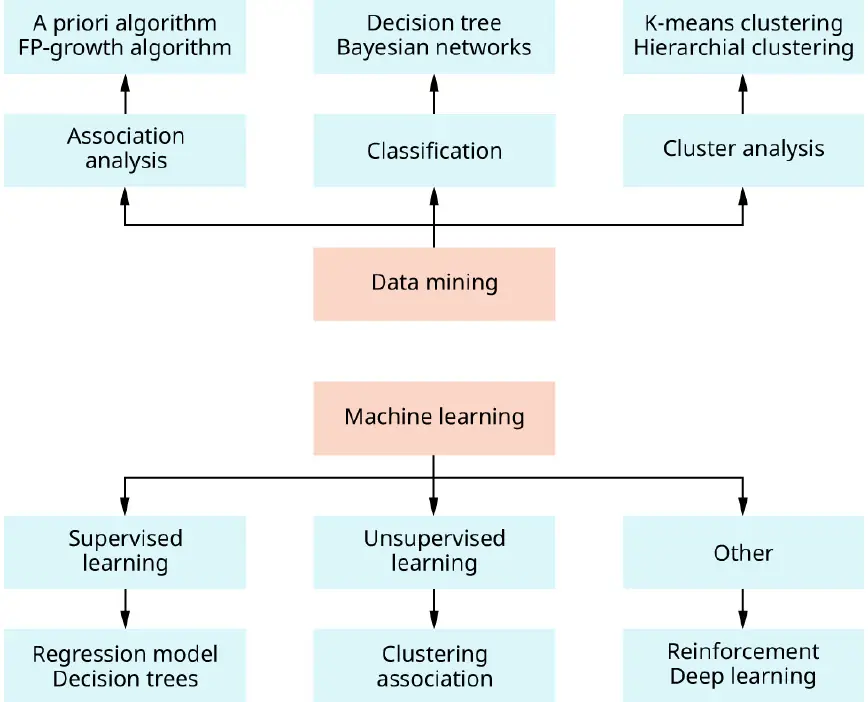 A priori algorithm
FP-growth algorithm
Decision tree
Bayesian networks
K-means clustering
Hierarchial clustering
Association
analysis
Classification
Cluster analysis
Data mining
Machine learning
Supervised
learning
Unsupervised
learning
Other
Regression model
Decision trees
Clustering
association
Reinforcement
Deep learning